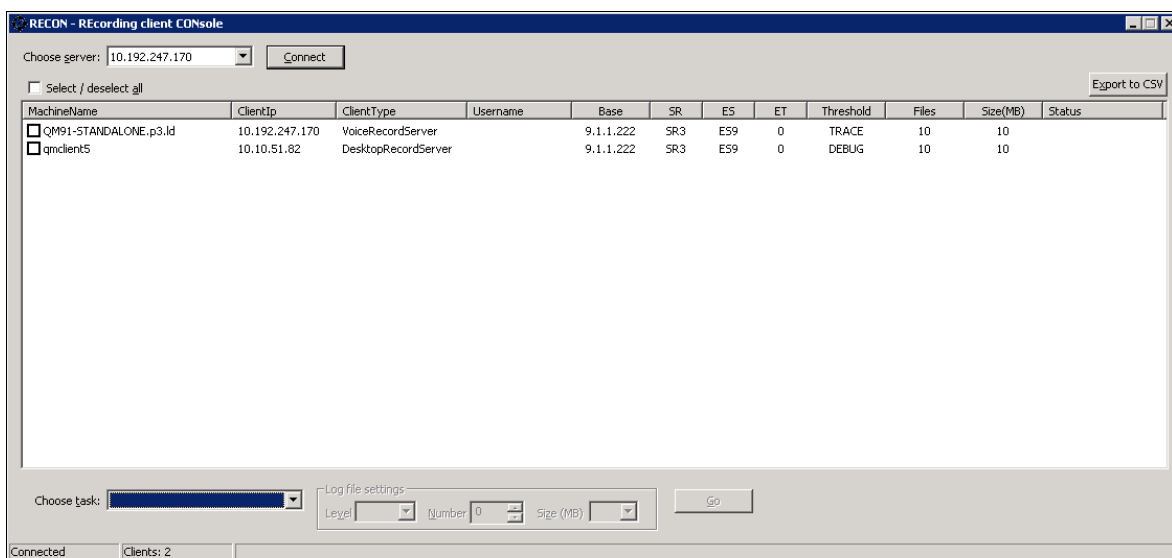 RECON - REcording client CONsole
Choose server: 10.192.247.170 Connect
Select / deselect all Export to CSV
MachineName ClientIp ClientType Username Base SR ES ET Threshold Files Size(MB) Status
QM91-STANDALONE.p3.ld 10.192.247.170 VoiceRecordServer 9.1.1.222 SR3 ES9 0 TRACE 10 10
qmclient5 10.10.51.82 DesktopRecordServer 9.1.1.222 SR3 ES9 0 DEBUG 10 10
Log file settings
Choose task: Level Number 0 Size (MB) Go
Connected Clients: 2